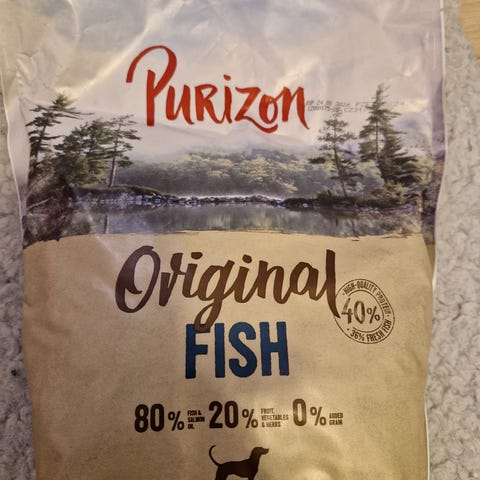 PURIZON
Original
FISH
HIGH-QUALITY PROTEIN
40%
36% FRESH FISH
80% FISH & SALMON OIL 20% FRUIT, VEGETABLES & HERBS 0% ADDED GRAIN